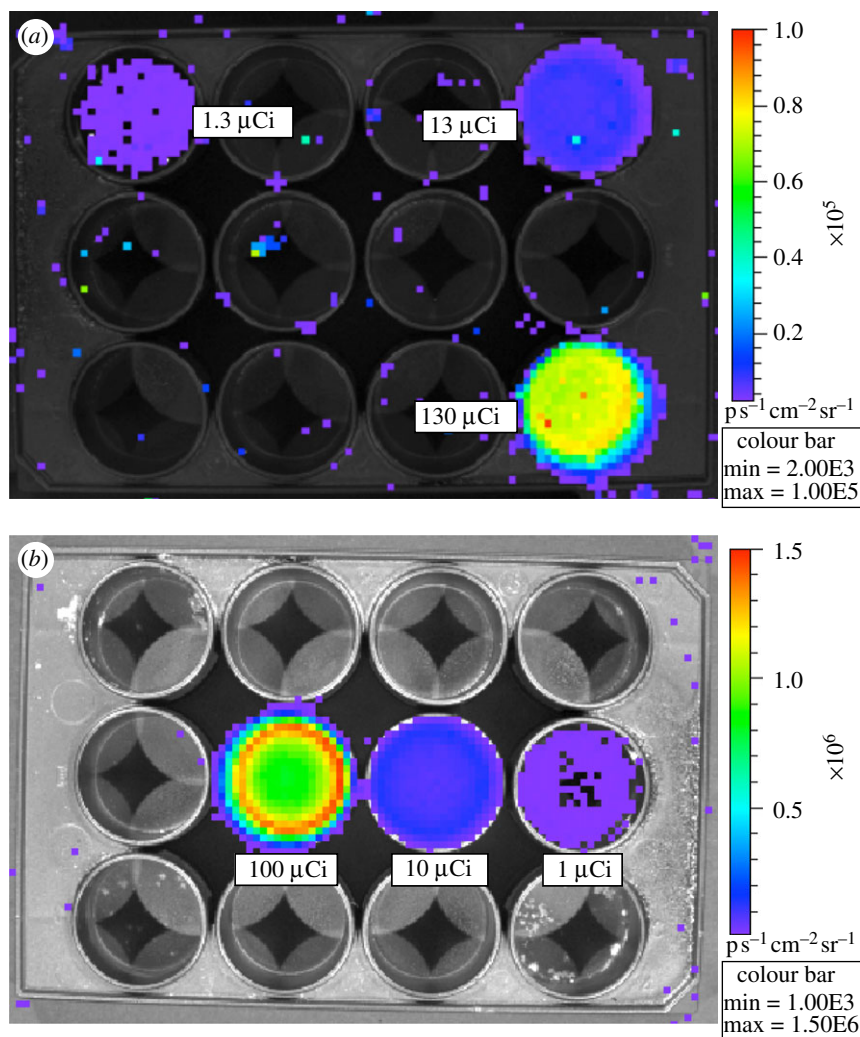 (a)
1.3 µCi
13 µCi
130 µCi
1.0
0.8
0.6
0.4
0.2
×10⁵
p s⁻¹ cm⁻² sr⁻¹
colour bar
min = 2.00E3
max = 1.00E5
(b)
100 µCi
10 µCi
1 µCi
1.5
1.0
0.5
×10⁶
p s⁻¹ cm⁻² sr⁻¹
colour bar
min = 1.00E3
max = 1.50E6